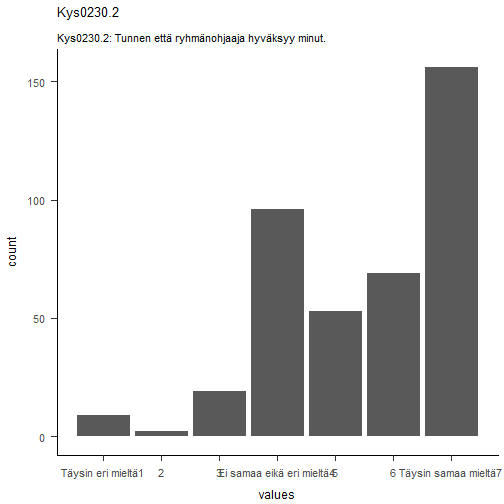 Kys0230.2
Kys0230.2: Tunnen että ryhmänohjaaja hyväksyy minut.
150
100
50
0
count
Täysin eri mieltä1 2 3 Ei samaa eikä eri mieltä4 5 6 Täysin samaa mieltä7
values